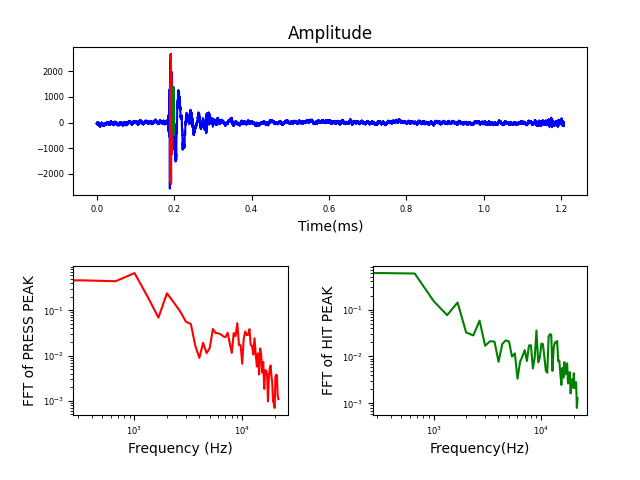 Amplitude
2000
1000
0
−1000
−2000
0.0 0.2 0.4 0.6 0.8 1.0 1.2
Time(ms)
FFT of PRESS PEAK
10⁻¹
10⁻²
10⁻³
10³ 10⁴
Frequency (Hz)
FFT of HIT PEAK
10⁻¹
10⁻²
10⁻³
10³ 10⁴
Frequency(Hz)